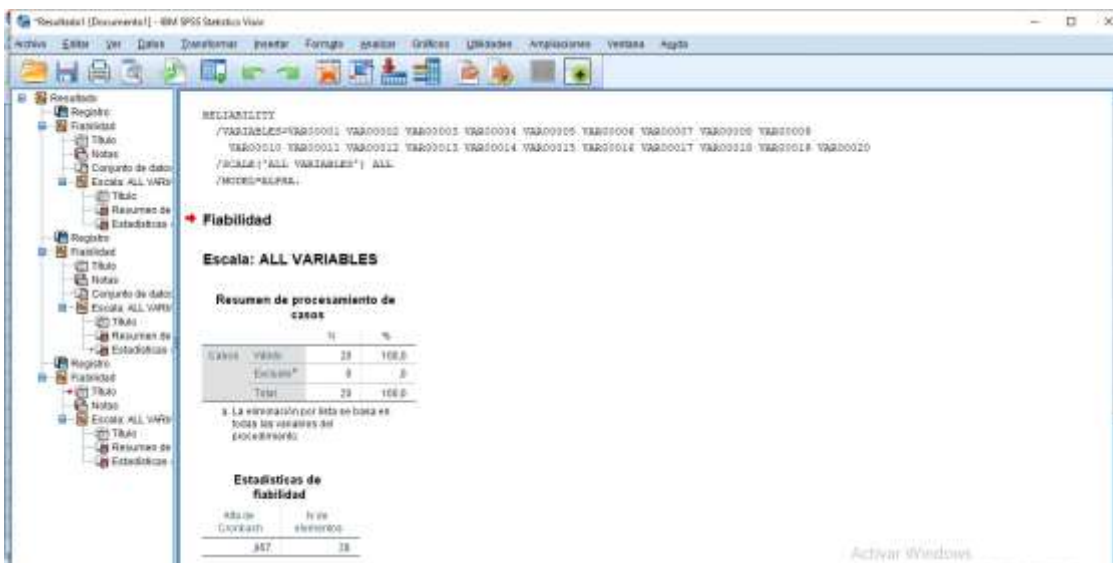 *Resultado1 [Documento1] - IBM SPSS Statistics Visor
Archivo Editar Ver Datos Transformar Insertar Formato Analizar Gráficos Utilidades Ampliaciones Ventana Ayuda
Resultado
Registro
Fiabilidad
Título
Notas
Conjunto de datos
Escala: ALL VARI
Título
Resumen de
Estadísticas
Registro
Fiabilidad
Título
Notas
Conjunto de datos
Escala: ALL VARI
Título
Resumen de
Estadísticas
Registro
Fiabilidad
Título
Notas
Escala: ALL VARI
Título
Resumen de
Estadísticas
RELIABILITY
/VARIABLES=VAR00001 VAR00002 VAR00003 VAR00004 VAR00005 VAR00006 VAR00007 VAR00008 VAR00009
VAR00010 VAR00011 VAR00012 VAR00013 VAR00014 VAR00015 VAR00016 VAR00017 VAR00018 VAR00019 VAR00020
/SCALE('ALL VARIABLES') ALL
/MODEL=ALPHA.
Fiabilidad
Escala: ALL VARIABLES
Resumen de procesamiento de
casos
N %
Casos Válido 100,0
Excluido a 0 ,0
Total 100,0
a. La eliminación por lista se basa en
todas las variables del
procedimiento.
Estadísticas de
fiabilidad
Alfa de N de
Cronbach elementos
Activar Windows